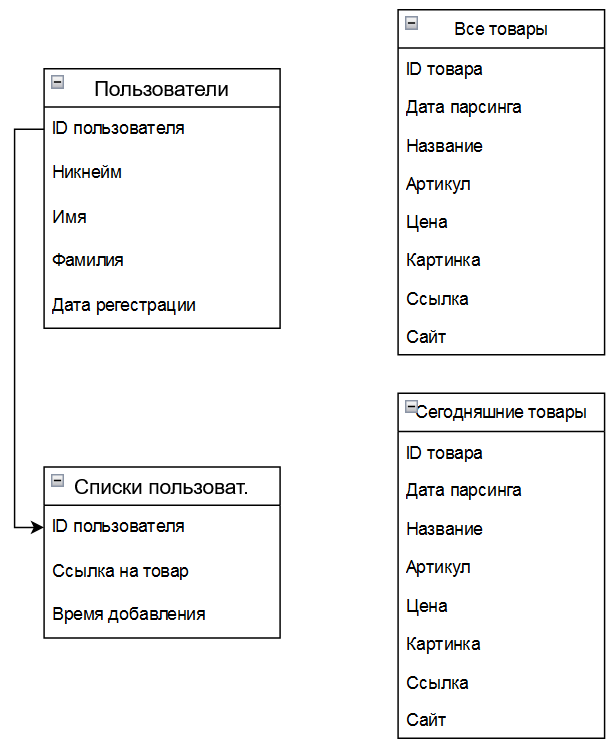 Пользователи
ID пользователя
Никнейм
Имя
Фамилия
Дата регестрации
Списки пользоват.
ID пользователя
Ссылка на товар
Время добавления
Все товары
ID товара
Дата парсинга
Название
Артикул
Цена
Картинка
Ссылка
Сайт
Сегодняшние товары
ID товара
Дата парсинга
Название
Артикул
Цена
Картинка
Ссылка
Сайт